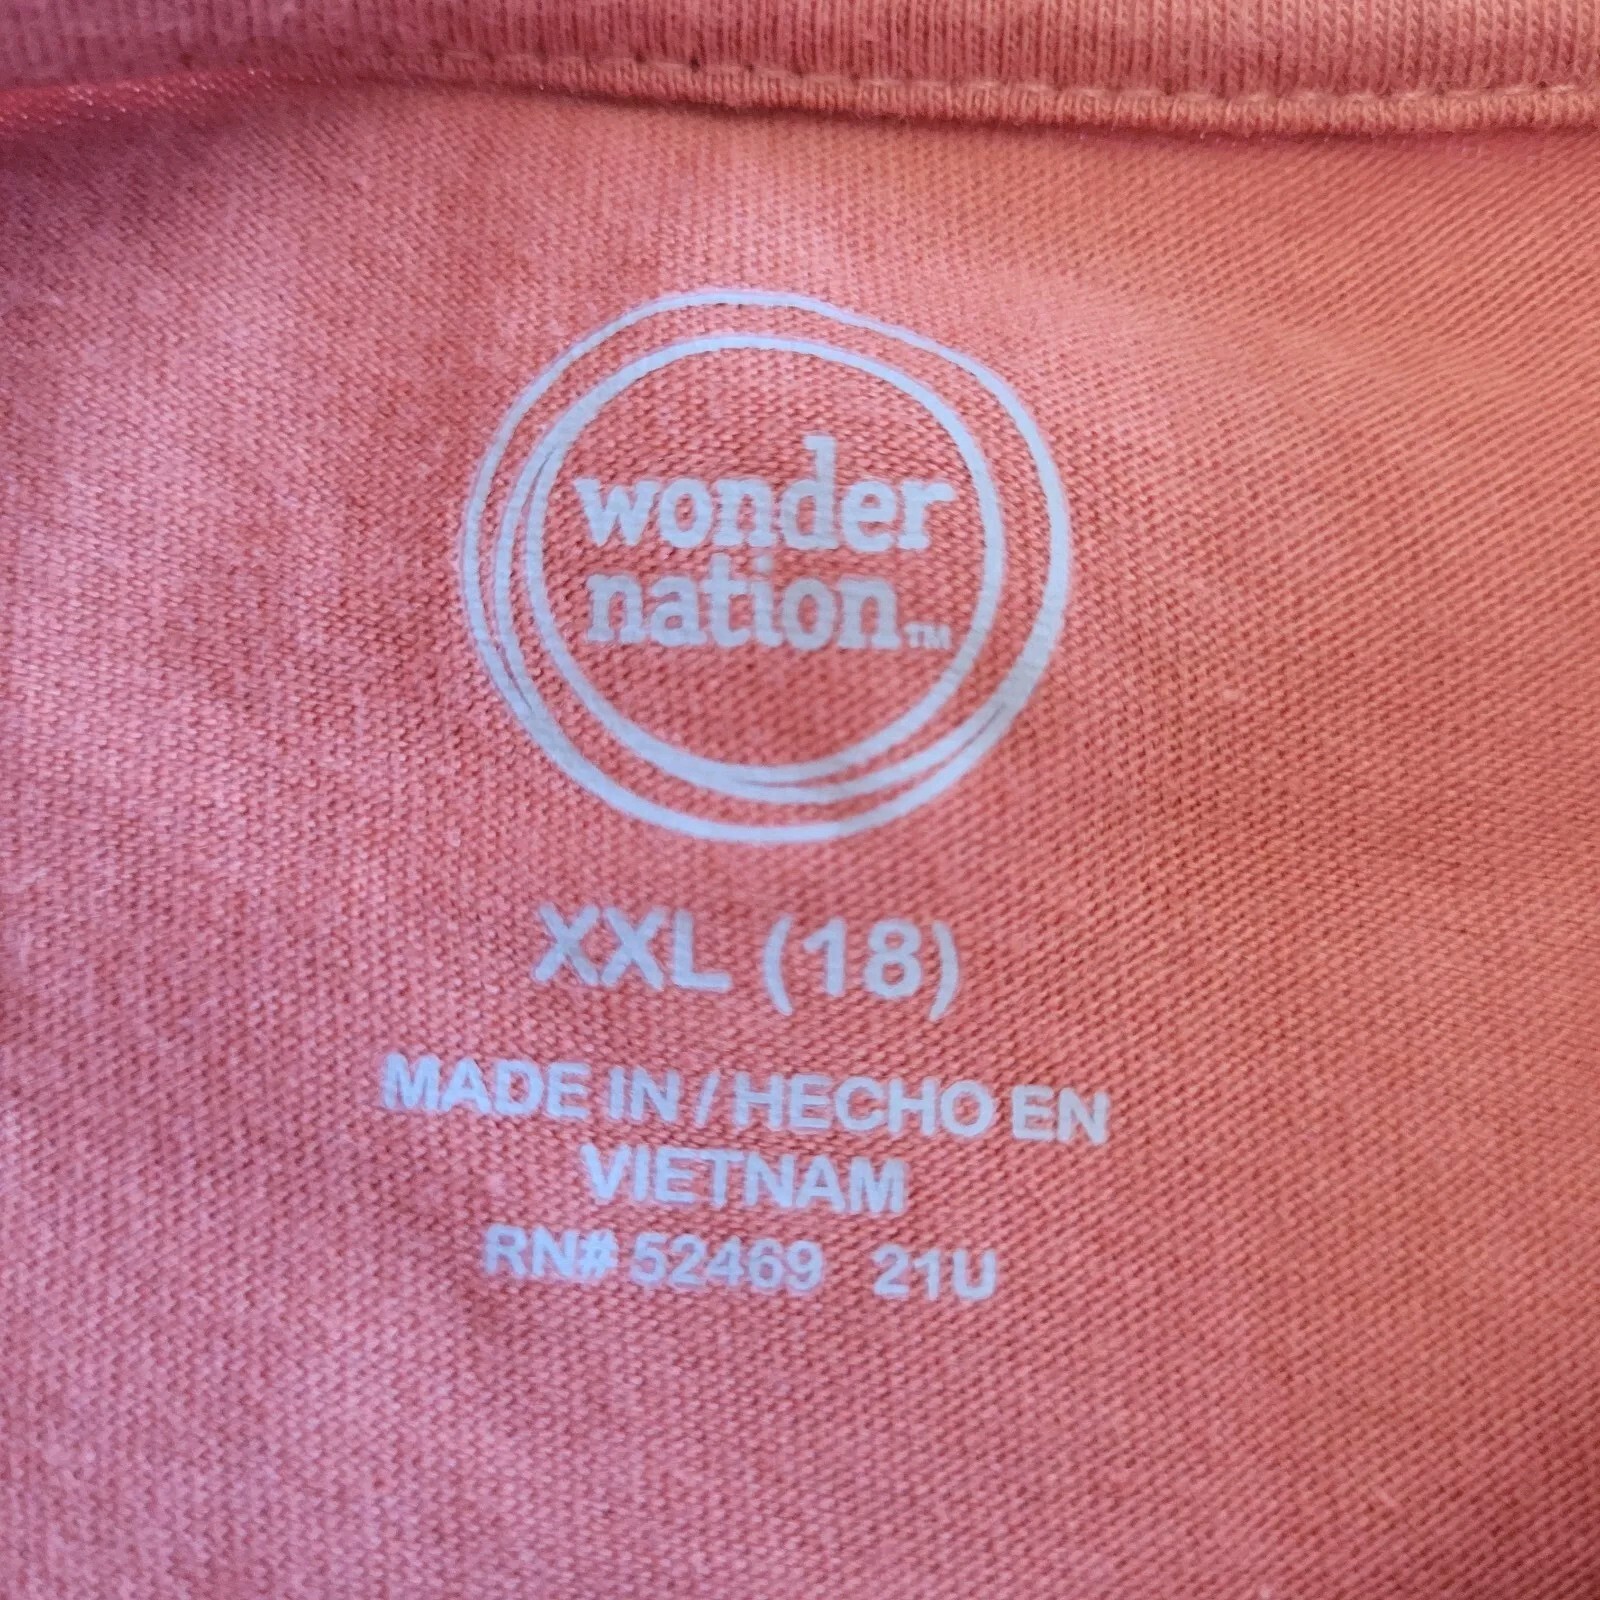 wonder
nation™
XXL (18)
MADE IN / HECHO EN
VIETNAM
RN# 52469 21U